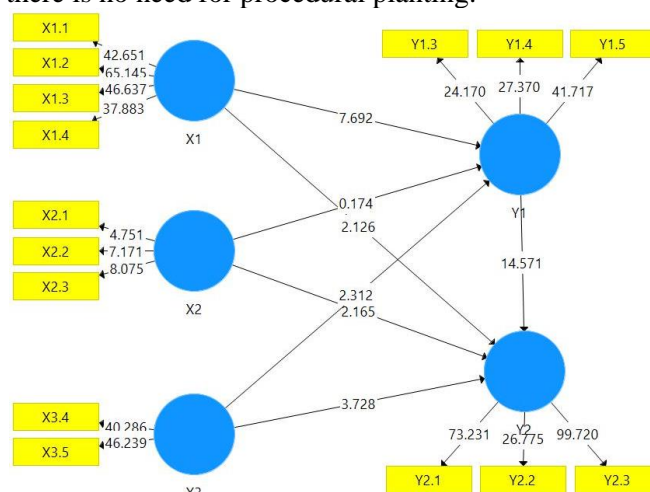 there is no need for procedural planting.
X1.1
X1.2
X1.3
X1.4
42.651
65.145
46.637
37.883
X1
Y1.3
Y1.4
Y1.5
24.170
27.370
41.717
7.692
0.174
2.126
Y1
X2.1
X2.2
X2.3
4.751
7.171
8.075
X2
14.571
2.312
2.165
3.728
X3.4
X3.5
40.286
46.239
Y2
73.231
26.775
99.720
Y2.1
Y2.2
Y2.3